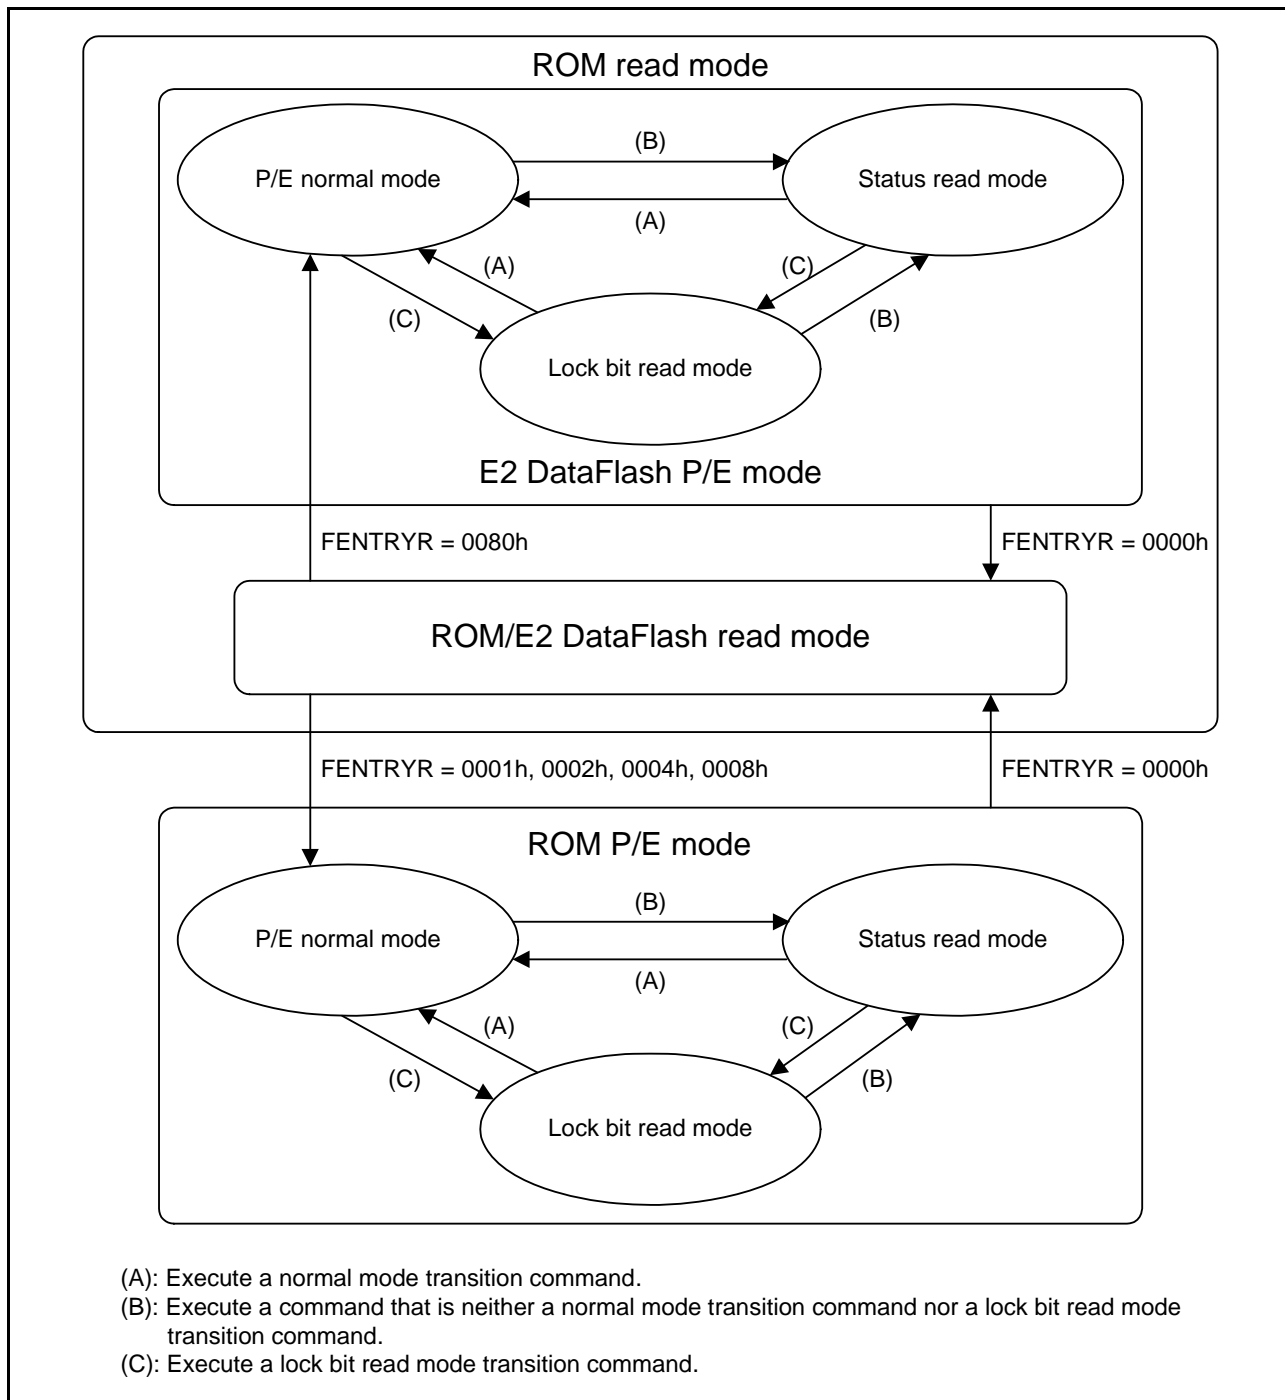 ROM read mode
(B)
P/E normal mode
Status read mode
(A)
(A)
(C)
(C)
(B)
Lock bit read mode
E2 DataFlash P/E mode
FENTRYR = 0080h
FENTRYR = 0000h
ROM/E2 DataFlash read mode
FENTRYR = 0001h, 0002h, 0004h, 0008h
FENTRYR = 0000h
ROM P/E mode
(B)
P/E normal mode
Status read mode
(A)
(A)
(C)
(C)
(B)
Lock bit read mode
(A): Execute a normal mode transition command.
(B): Execute a command that is neither a normal mode transition command nor a lock bit read mode
transition command.
(C): Execute a lock bit read mode transition command.